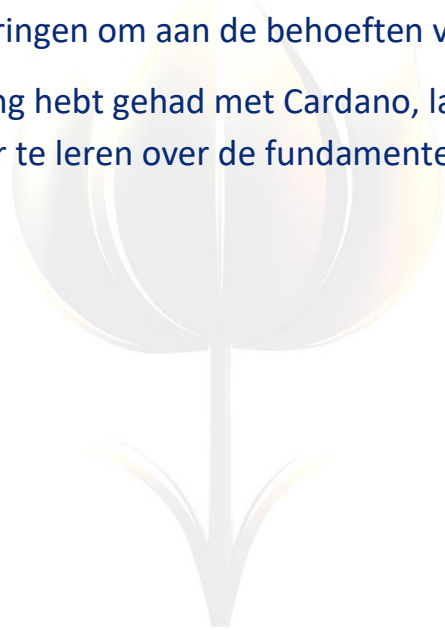 ringen om aan de behoeften v
ng hebt gehad met Cardano, la
r te leren over de fundamente